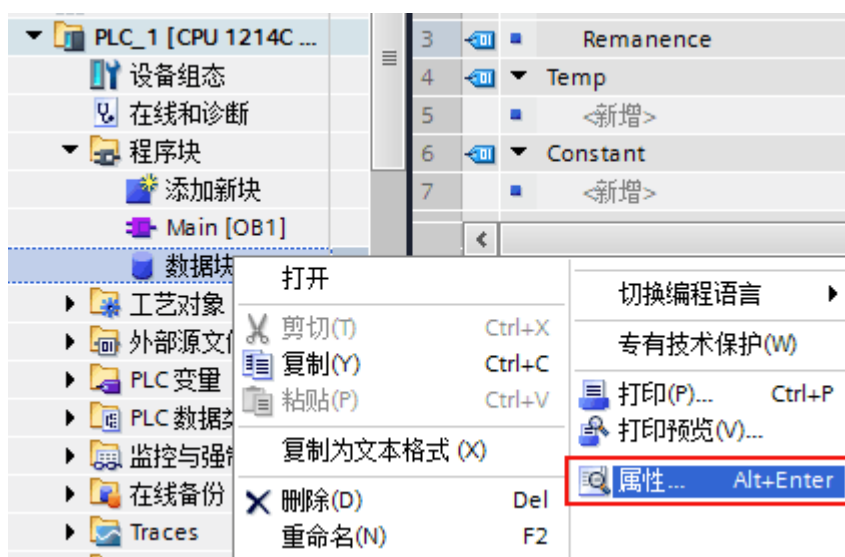 PLC_1 [CPU 1214C ...
设备组态
在线和诊断
程序块
添加新块
Main [OB1]
数据块
工艺对象
外部源文
PLC 变量
PLC 数据
监控与强
在线备份
Traces
3 Remanence
4 Temp
5 <新增>
6 Constant
7 <新增>
打开
剪切(T) Ctrl+X
复制(Y) Ctrl+C
粘贴(P) Ctrl+V
复制为文本格式 (X)
删除(D) Del
重命名(N) F2
切换编程语言
专有技术保护(W)
打印(P)... Ctrl+P
打印预览(V)...
属性... Alt+Enter